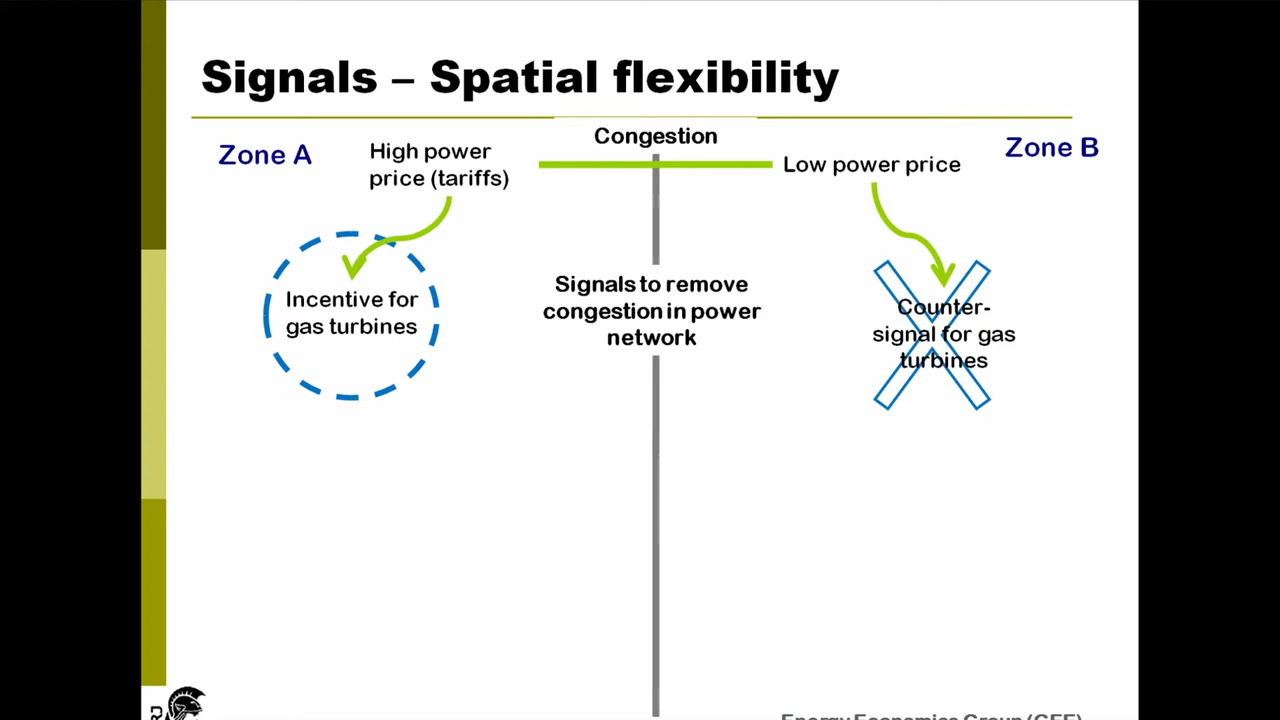 Signals – Spatial flexibility
Congestion
Zone A
High power
price (tariffs)
Low power price
Zone B
Incentive for
gas turbines
Signals to remove
congestion in power
network
Counter-
signal for gas
turbines
Energy Economics Group (GEE)